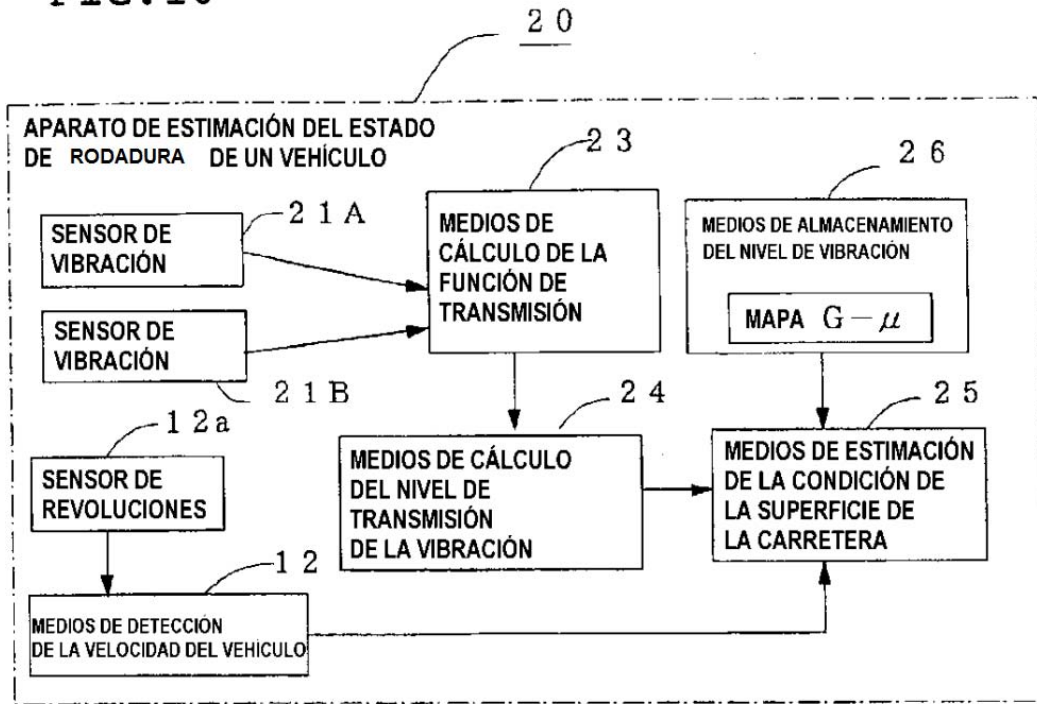 FIG.
20
APARATO DE ESTIMACIÓN DEL ESTADO
DE RODADURA DE UN VEHÍCULO
23
26
21A
SENSOR DE
VIBRACIÓN
MEDIOS DE
CÁLCULO DE LA
FUNCIÓN DE
TRANSMISIÓN
MEDIOS DE ALMACENAMIENTO
DEL NIVEL DE VIBRACIÓN
MAPA G-μ
SENSOR DE
VIBRACIÓN
21B
12a
24
25
SENSOR DE
REVOLUCIONES
MEDIOS DE CÁLCULO
DEL NIVEL DE
TRANSMISIÓN
DE LA VIBRACIÓN
MEDIOS DE ESTIMACIÓN
DE LA CONDICIÓN DE
LA SUPERFICIE DE
LA CARRETERA
12
MEDIOS DE DETECCIÓN
DE LA VELOCIDAD DEL VEHÍCULO